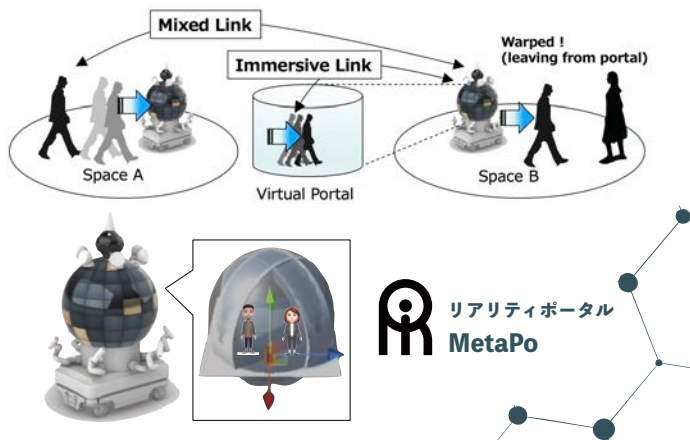 Mixed Link
Immersive Link
Warped !
(leaving from portal)
Space A
Virtual Portal
Space B
リアリティポータル
MetaPo